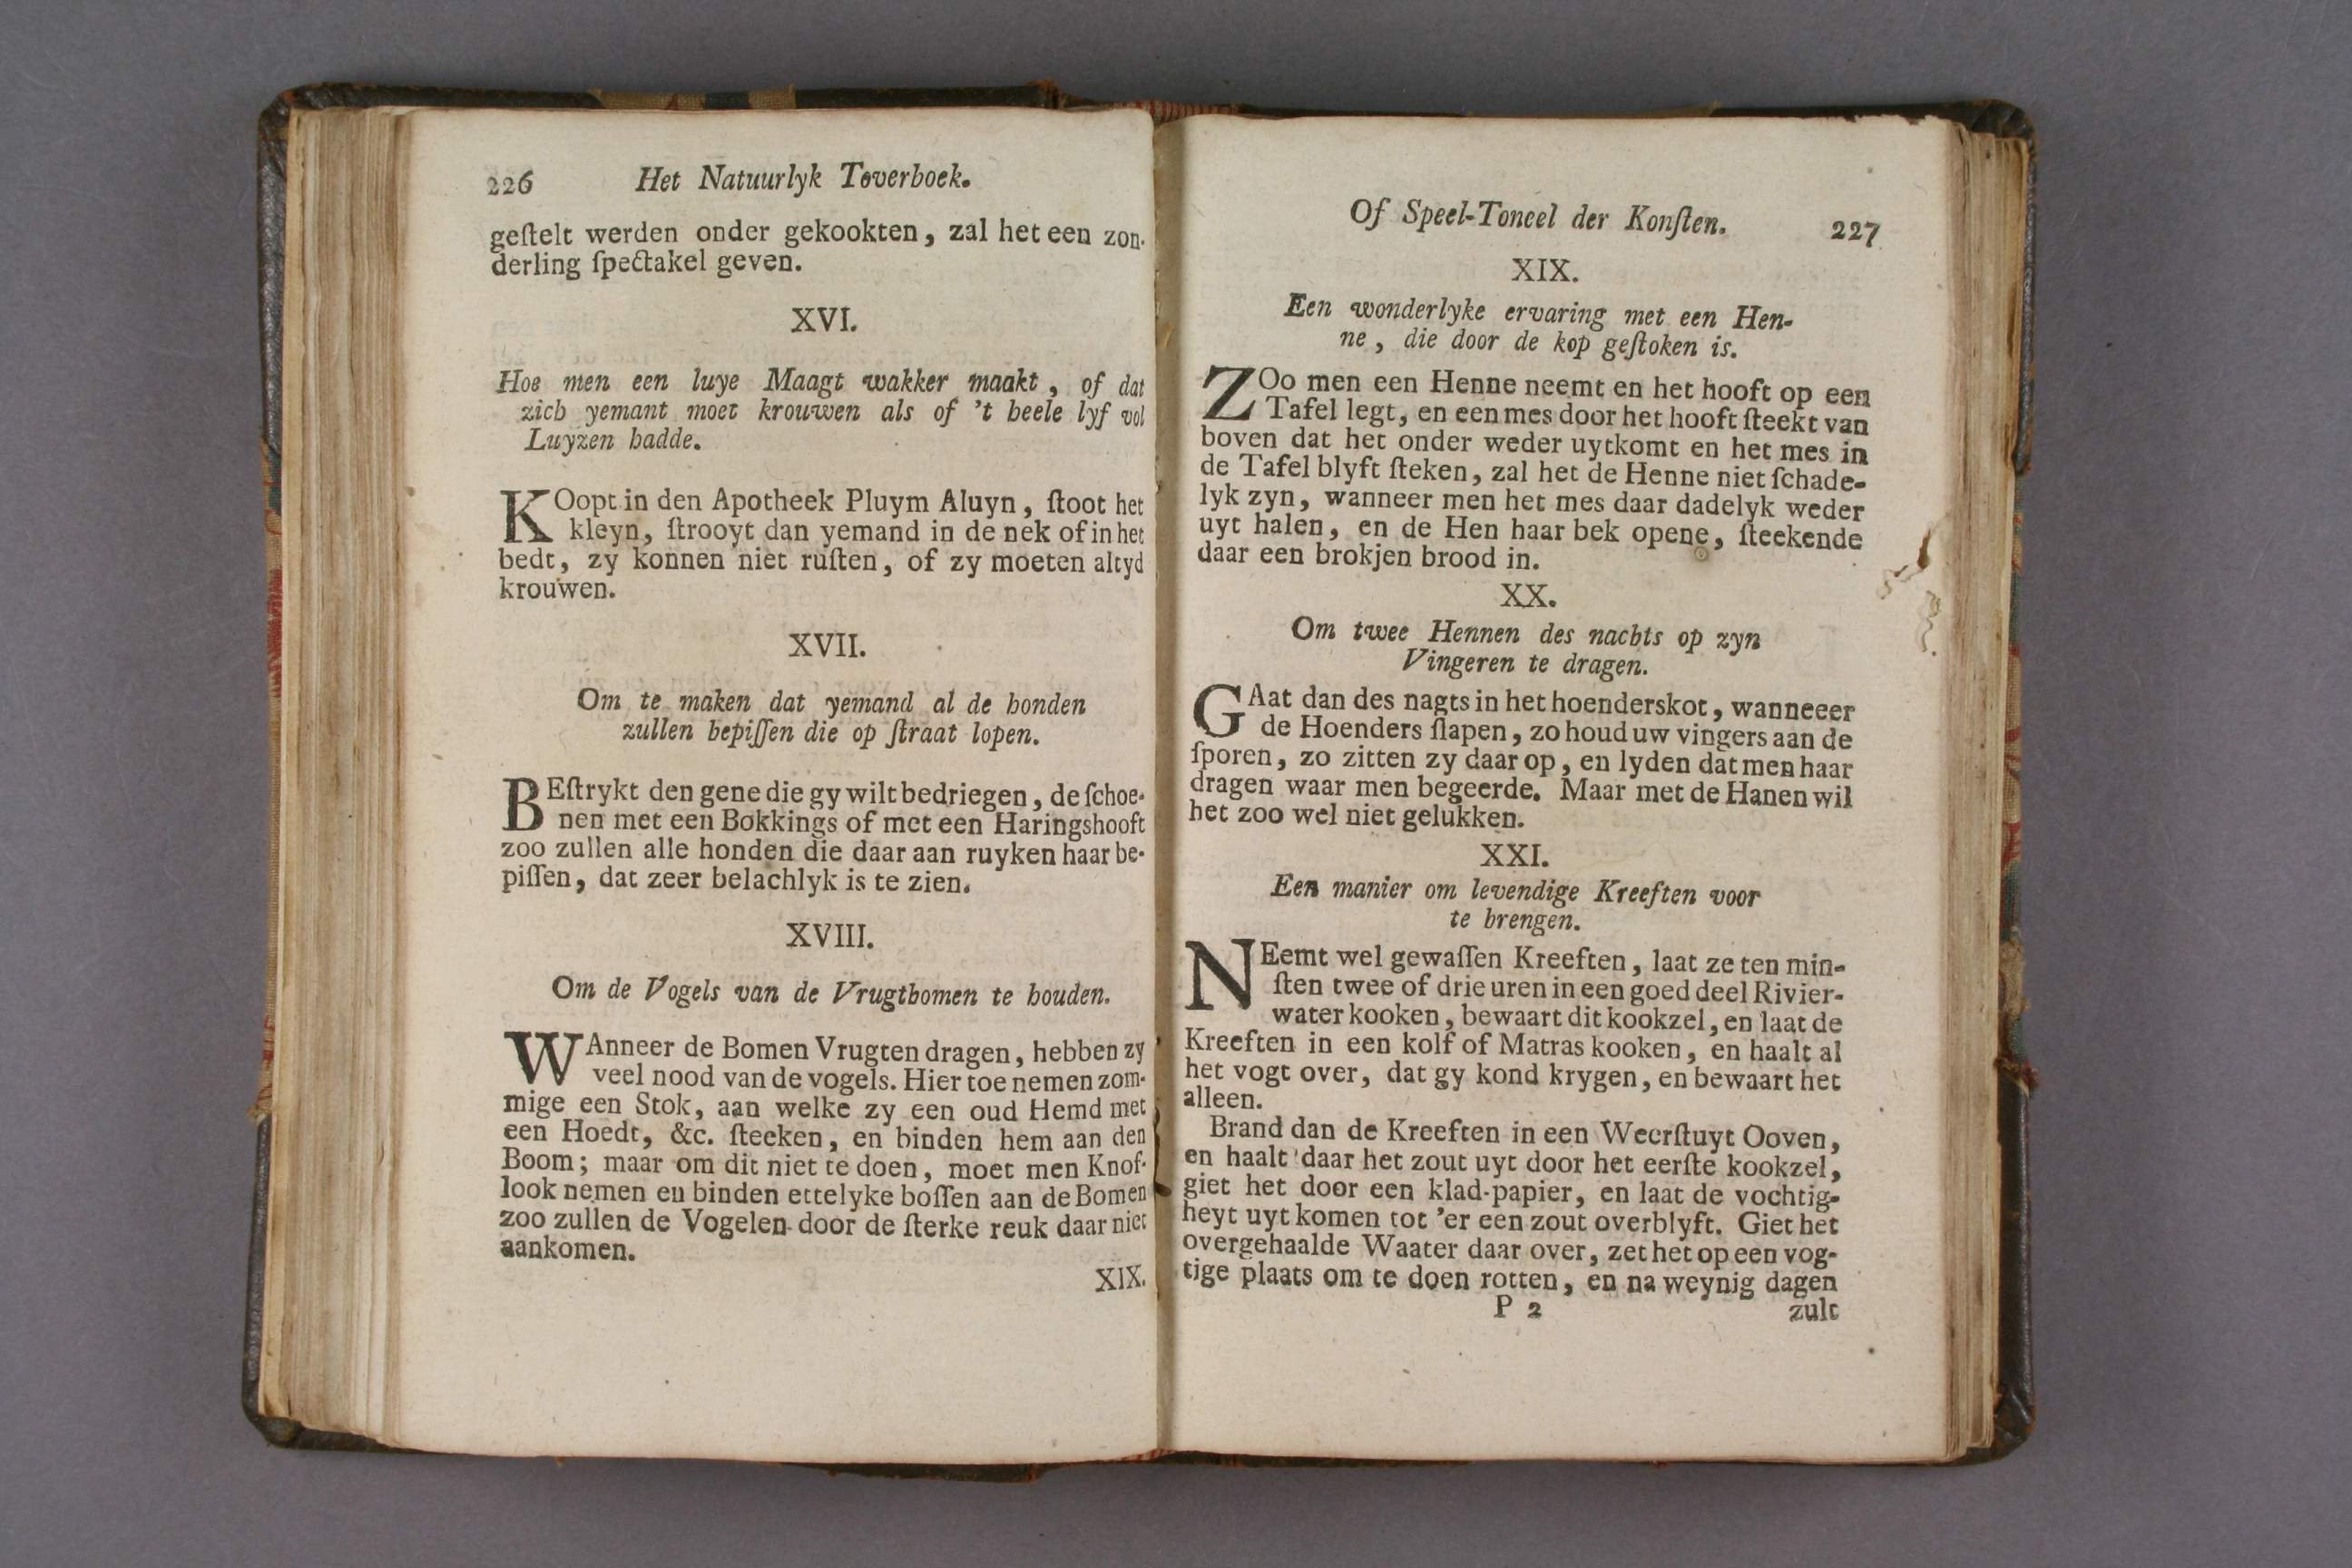 226 Het Natuurlyk Toverboek.
geſtelt werden onder gekookten, zal het een zon-
derling ſpectakel geven.
XVI.
Hoe men een luye Maagt wakker maakt, of dat
zich yemant moet krouwen als of 't heele lyf vol
Luyzen hadde.
KOopt in den Apotheek Pluym Aluyn, ſtoot het
kleyn, ſtrooyt dan yemand in de nek of in het
bedt, zy konnen niet ruſten, of zy moeten altyd
krouwen.
XVII.
Om te maken dat yemand al de honden
zullen bepiſſen die op ſtraat lopen.
BEſtrykt den gene die gy wilt bedriegen, de ſchoe-
nen met een Bokkings of met een Haringshooft
zoo zullen alle honden die daar aan ruyken haar be-
piſſen, dat zeer belachlyk is te zien.
XVIII.
Om de Vogels van de Vrugtbomen te houden.
WAnneer de Bomen Vrugten dragen, hebben zy
veel nood van de vogels. Hier toe nemen zom-
mige een Stok, aan welke zy een oud Hemd met
een Hoedt, &c. ſteeken, en binden hem aan den
Boom; maar om dit niet te doen, moet men Knof-
look nemen eu binden ettelyke boſſen aan de Bomen
zoo zullen de Vogelen door de ſterke reuk daar niet
aankomen.
XIX.
Of Speel-Toneel der Konſten. 227
XIX.
Een wonderlyke ervaring met een Hen-
ne, die door de kop geſtoken is.
ZOo men een Henne neemt en het hooft op een
Tafel legt, en een mes door het hooft ſteekt van
boven dat het onder weder uytkomt en het mes in
de Tafel blyft ſteken, zal het de Henne niet ſchade-
lyk zyn, wanneer men het mes daar dadelyk weder
uyt halen, en de Hen haar bek opene, ſteekende
daar een brokjen brood in.
XX.
Om twee Hennen des nachts op zyn
Vingeren te dragen.
GAat dan des nagts in het hoenderskot, wanneeer
de Hoenders ſlapen, zo houd uw vingers aan de
ſporen, zo zitten zy daar op, en lyden dat men haar
dragen waar men begeerde. Maar met de Hanen wil
het zoo wel niet gelukken.
XXI.
Een manier om levendige Kreeften voor
te brengen.
NEemt wel gewaſſen Kreeften, laat ze ten min-
ſten twee of drie uren in een goed deel Rivier-
water kooken, bewaart dit kookzel, en laat de
Kreeften in een kolf of Matras kooken, en haalt al
het vogt over, dat gy kond krygen, en bewaart het
alleen.
Brand dan de Kreeften in een Weerſtuyt Ooven,
en haalt daar het zout uyt door het eerſte kookzel,
giet het door een klad-papier, en laat de vochtig-
heyt uyt komen tot 'er een zout overblyft. Giet het
overgehaalde Waater daar over, zet het op een vog-
tige plaats om te doen rotten, en na weynig dagen
P 2 zult